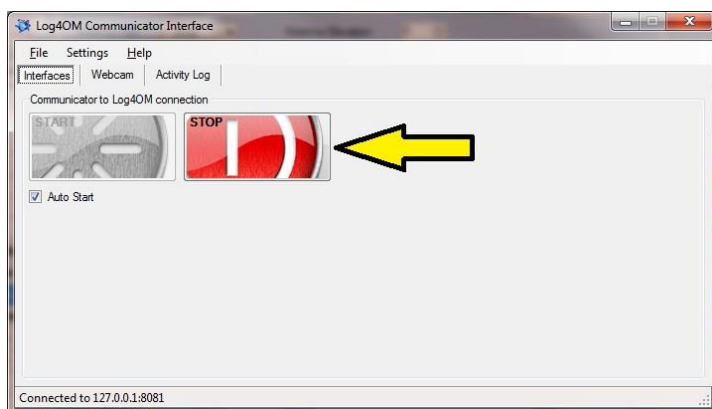 Log4OM Communicator Interface
File Settings Help
Interfaces Webcam Activity Log
Communicator to Log4OM connection
START STOP
Auto Start
Connected to 127.0.0.1:8081